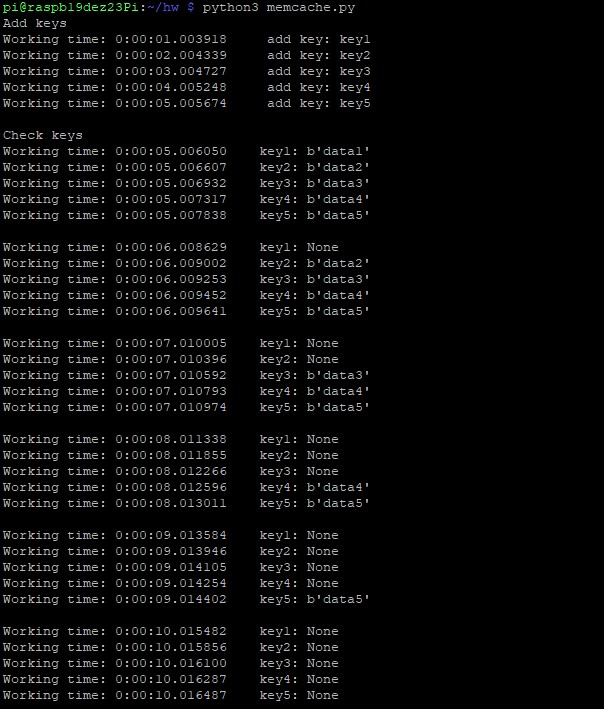 pi@raspb19dez23Pi:~/hw $ python3 memcache.py
Add keys
Working time: 0:00:01.003918     add key: key1
Working time: 0:00:02.004339     add key: key2
Working time: 0:00:03.004727     add key: key3
Working time: 0:00:04.005248     add key: key4
Working time: 0:00:05.005674     add key: key5

Check keys
Working time: 0:00:05.006050    key1: b'data1'
Working time: 0:00:05.006607    key2: b'data2'
Working time: 0:00:05.006932    key3: b'data3'
Working time: 0:00:05.007317    key4: b'data4'
Working time: 0:00:05.007838    key5: b'data5'

Working time: 0:00:06.008629    key1: None
Working time: 0:00:06.009002    key2: b'data2'
Working time: 0:00:06.009253    key3: b'data3'
Working time: 0:00:06.009452    key4: b'data4'
Working time: 0:00:06.009641    key5: b'data5'

Working time: 0:00:07.010005    key1: None
Working time: 0:00:07.010396    key2: None
Working time: 0:00:07.010592    key3: b'data3'
Working time: 0:00:07.010793    key4: b'data4'
Working time: 0:00:07.010974    key5: b'data5'

Working time: 0:00:08.011338    key1: None
Working time: 0:00:08.011855    key2: None
Working time: 0:00:08.012266    key3: None
Working time: 0:00:08.012596    key4: b'data4'
Working time: 0:00:08.013011    key5: b'data5'

Working time: 0:00:09.013584    key1: None
Working time: 0:00:09.013946    key2: None
Working time: 0:00:09.014105    key3: None
Working time: 0:00:09.014254    key4: None
Working time: 0:00:09.014402    key5: b'data5'

Working time: 0:00:10.015482    key1: None
Working time: 0:00:10.015856    key2: None
Working time: 0:00:10.016100    key3: None
Working time: 0:00:10.016287    key4: None
Working time: 0:00:10.016487    key5: None